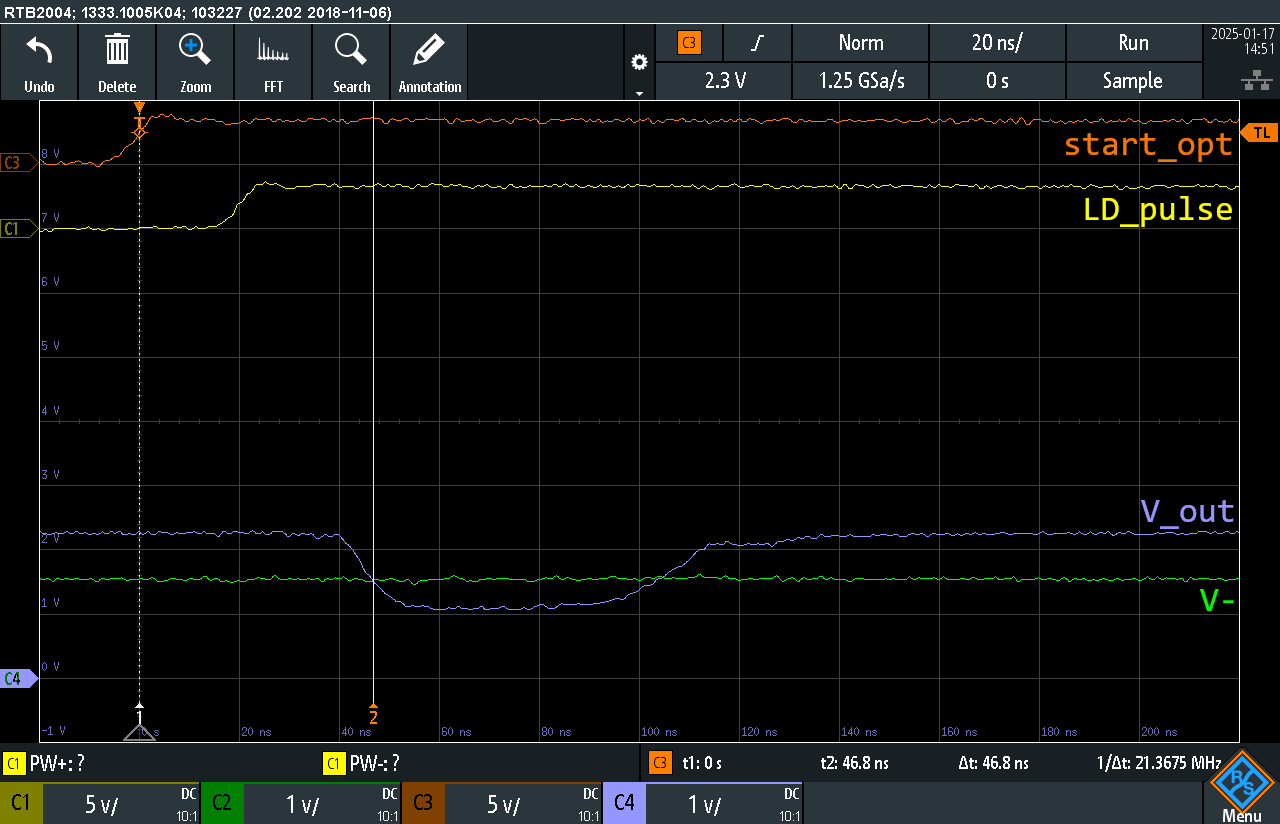 RTB2004; 1333.1005K04; 103227 (02.202 2018-11-06)
Undo
Delete
Zoom
FFT
Search
Annotation
C3
Norm
20 ns/
Run
2.3 V
1.25 GSa/s
0 s
Sample
2025-01-17
14:51
T
TL
C3
8 V
start_opt
C1
7 V
LD_pulse
6 V
5 V
4 V
3 V
2 V
V_out
1 V
V-
C4
0 V
-1 V
1
2
0 s
20 ns
40 ns
60 ns
80 ns
100 ns
120 ns
140 ns
160 ns
180 ns
200 ns
C1 PW+: ?
C1 PW-: ?
C3 t1: 0 s
t2: 46.8 ns
Δt: 46.8 ns
1/Δt: 21.3675 MHz
C1 5 V/ DC 10:1
C2 1 V/ DC 10:1
C3 5 V/ DC 10:1
C4 1 V/ DC 10:1
R&S
Menu